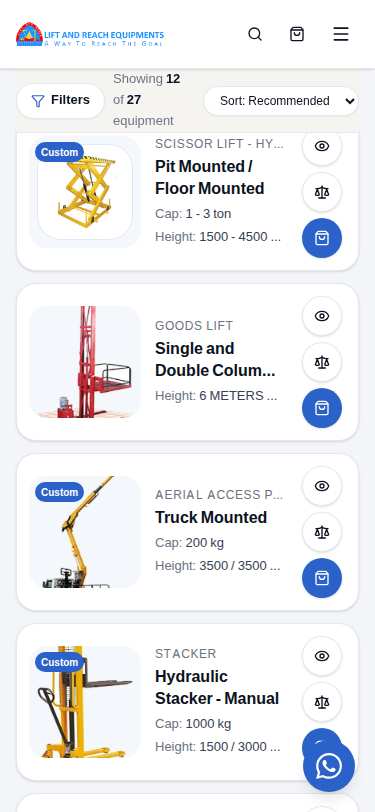 LIFT AND REACH EQUIPMENTS
A Way To Reach The Goal
Filters
Showing 12
of 27
equipment
Sort: Recommended
Custom
SCISSOR LIFT - HY...
Pit Mounted /
Floor Mounted
Cap: 1 - 3 ton
Height: 1500 - 4500 ...
GOODS LIFT
Single and
Double Colum...
Height: 6 METERS ...
Custom
AERIAL ACCESS P...
Truck Mounted
Cap: 200 kg
Height: 3500 / 3500 ...
Custom
STACKER
Hydraulic
Stacker - Manual
Cap: 1000 kg
Height: 1500 / 3000 ...